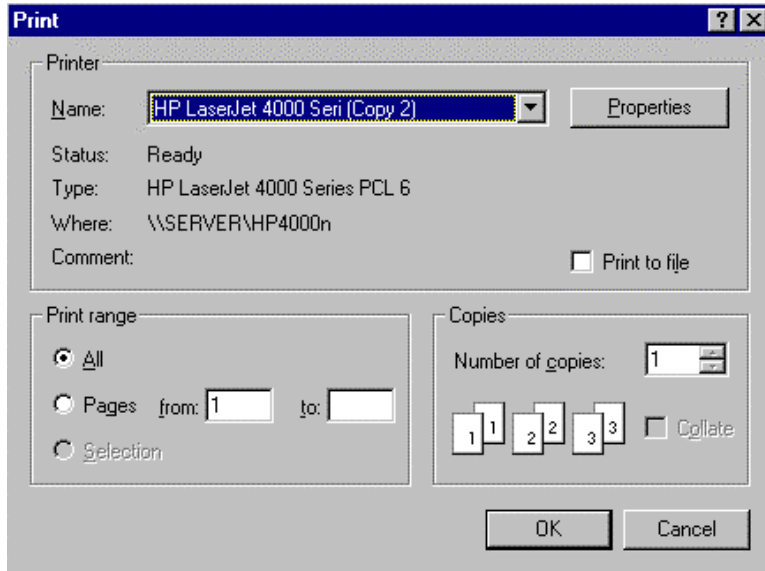 Print
Printer
Name: HP LaserJet 4000 Seri (Copy 2) Properties
Status: Ready
Type: HP LaserJet 4000 Series PCL 6
Where: \\SERVER\HP4000n
Comment: Print to file
Print range
All
Pages from: 1 to:
Selection
Copies
Number of copies: 1
1 1 2 2 3 3 Collate
OK Cancel